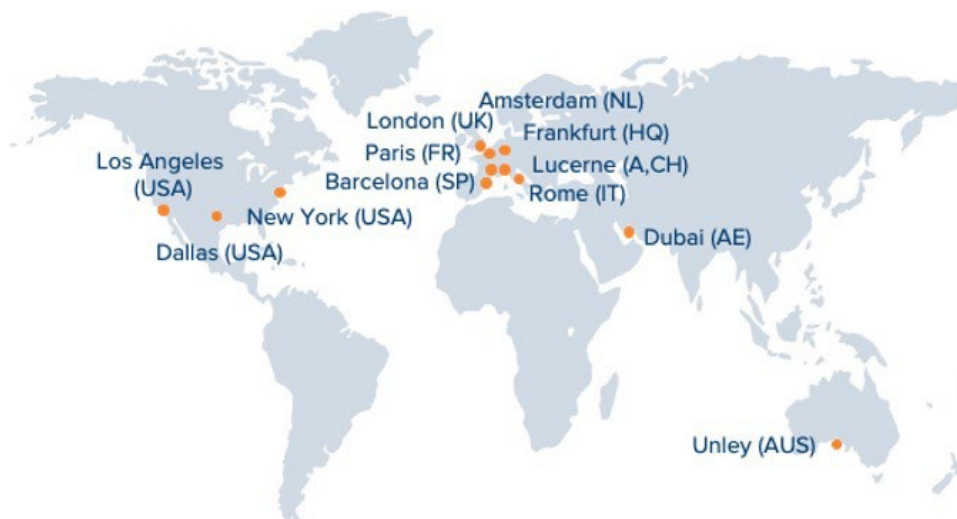 Amsterdam (NL)
London (UK)
Frankfurt (HQ)
Paris (FR)
Los Angeles
(USA)
Lucerne (A,CH)
Barcelona (SP)
Rome (IT)
New York (USA)
Dubai (AE)
Dallas (USA)
Unley (AUS)